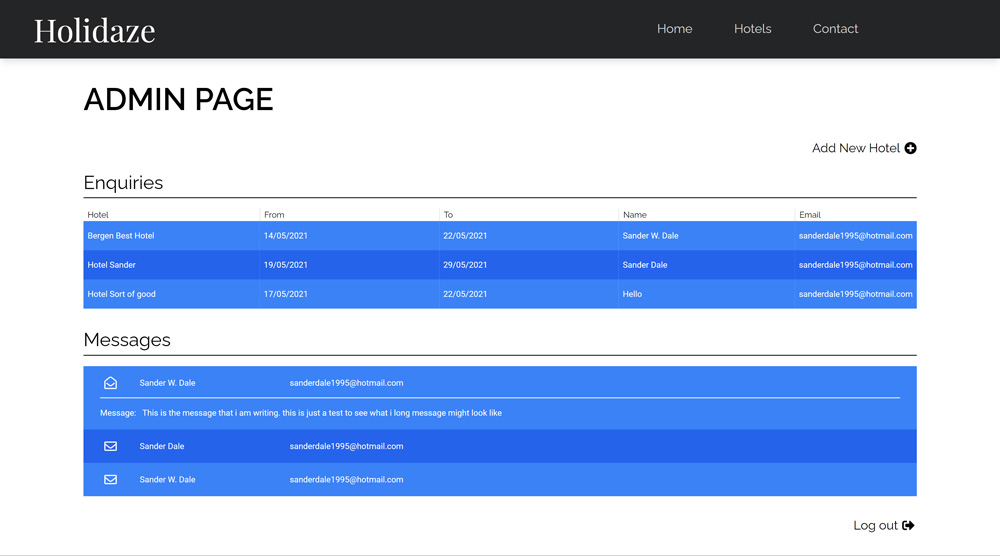 Holidaze Home Hotels Contact
ADMIN PAGE
Add New Hotel
Enquiries
Hotel From To Name Email
Bergen Best Hotel 14/05/2021 22/05/2021 Sander W. Dale sanderdale1995@hotmail.com
Hotel Sander 19/05/2021 29/05/2021 Sander Dale sanderdale1995@hotmail.com
Hotel Sort of good 17/05/2021 22/05/2021 Hello sanderdale1995@hotmail.com
Messages
Sander W. Dale sanderdale1995@hotmail.com
Message: This is the message that i am writing. this is just a test to see what i long message might look like
Sander Dale sanderdale1995@hotmail.com
Sander W. Dale sanderdale1995@hotmail.com
Log out